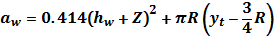 a_w = 0.414(h_w + Z)² + πR(y_t − 3/4 R)